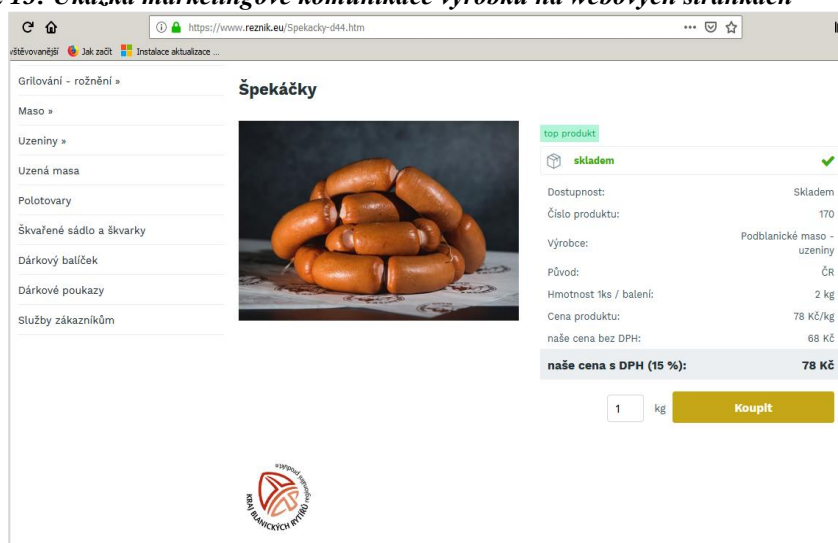 13: Ukázka marketingové komunikace výrobku na webových stránkách
https://www.reznik.eu/Spekacky-d44.htm
vštěvovanější Jak začít Instalace aktualizace ...
Grilování - rožnění »
Maso »
Uzeniny »
Uzená masa
Polotovary
Škvařené sádlo a škvarky
Dárkový balíček
Dárkové poukazy
Služby zákazníkům
Špekáčky
top produkt
skladem
Dostupnost: Skladem
Číslo produktu: 170
Výrobce: Podblanické maso -
uzeniny
Původ: ČR
Hmotnost 1ks / balení: 2 kg
Cena produktu: 78 Kč/kg
naše cena bez DPH: 68 Kč
naše cena s DPH (15 %): 78 Kč
1 kg Koupit
KRAJ BLANICKÝCH RYTÍŘŮ
regionální produkt